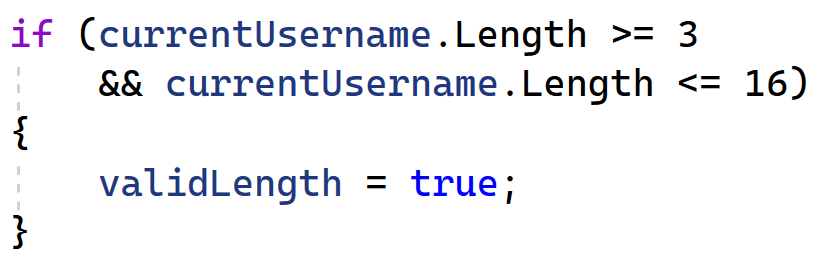 if (currentUsername.Length >= 3
    && currentUsername.Length <= 16)
{
    validLength = true;
}